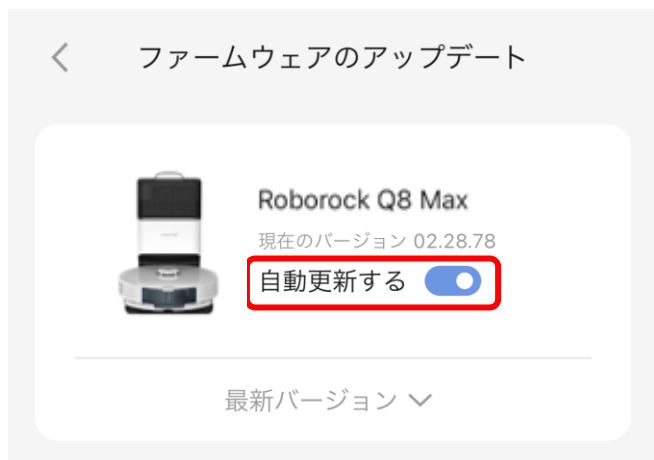 ファームウェアのアップデート
Roborock Q8 Max
現在のバージョン 02.28.78
自動更新する
最新バージョン